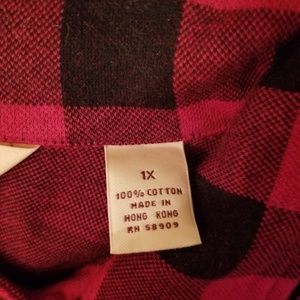 1X
100% COTTON
MADE IN
HONG KONG
RN 58909